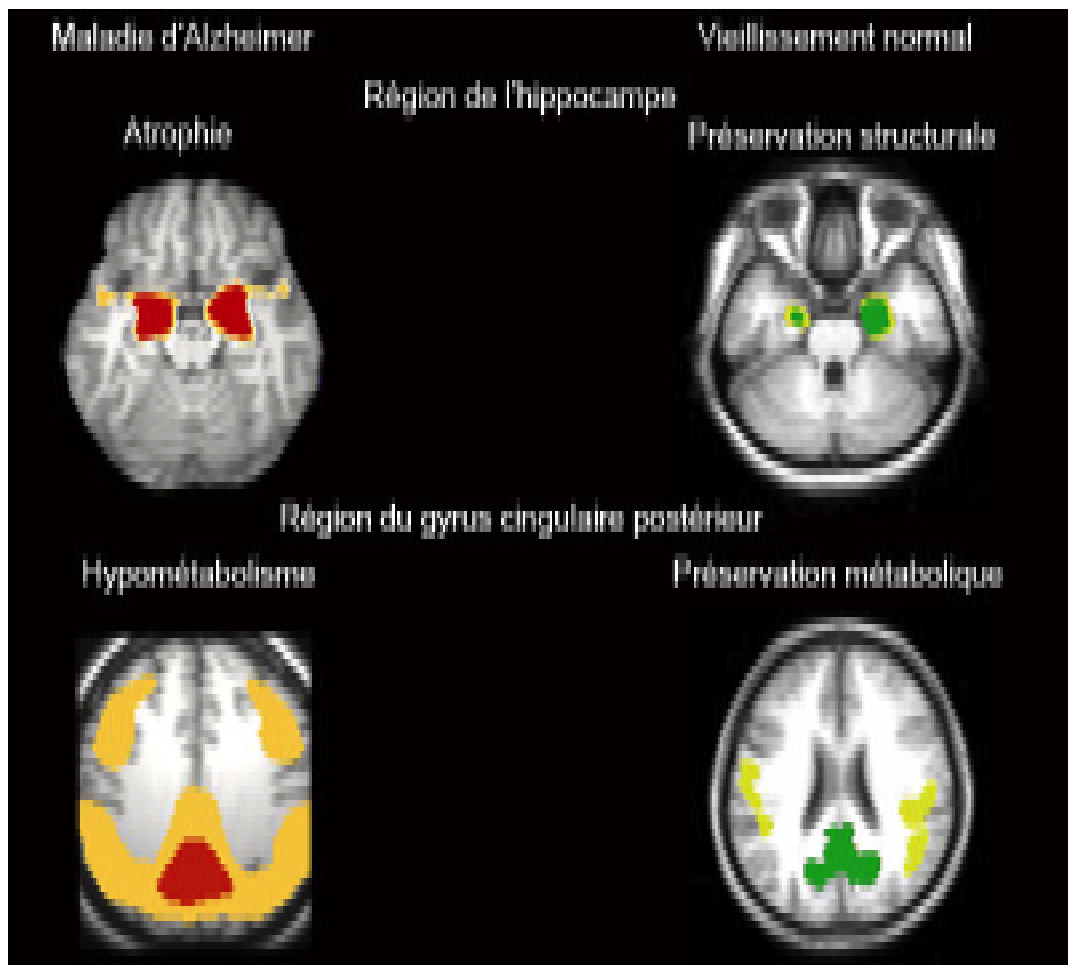 Maladie d'Alzheimer
Vieillissement normal
Région de l'hippocampe
Atrophie
Préservation structurale
Région du gyrus cingulaire postérieur
Hypométabolisme
Préservation métabolique